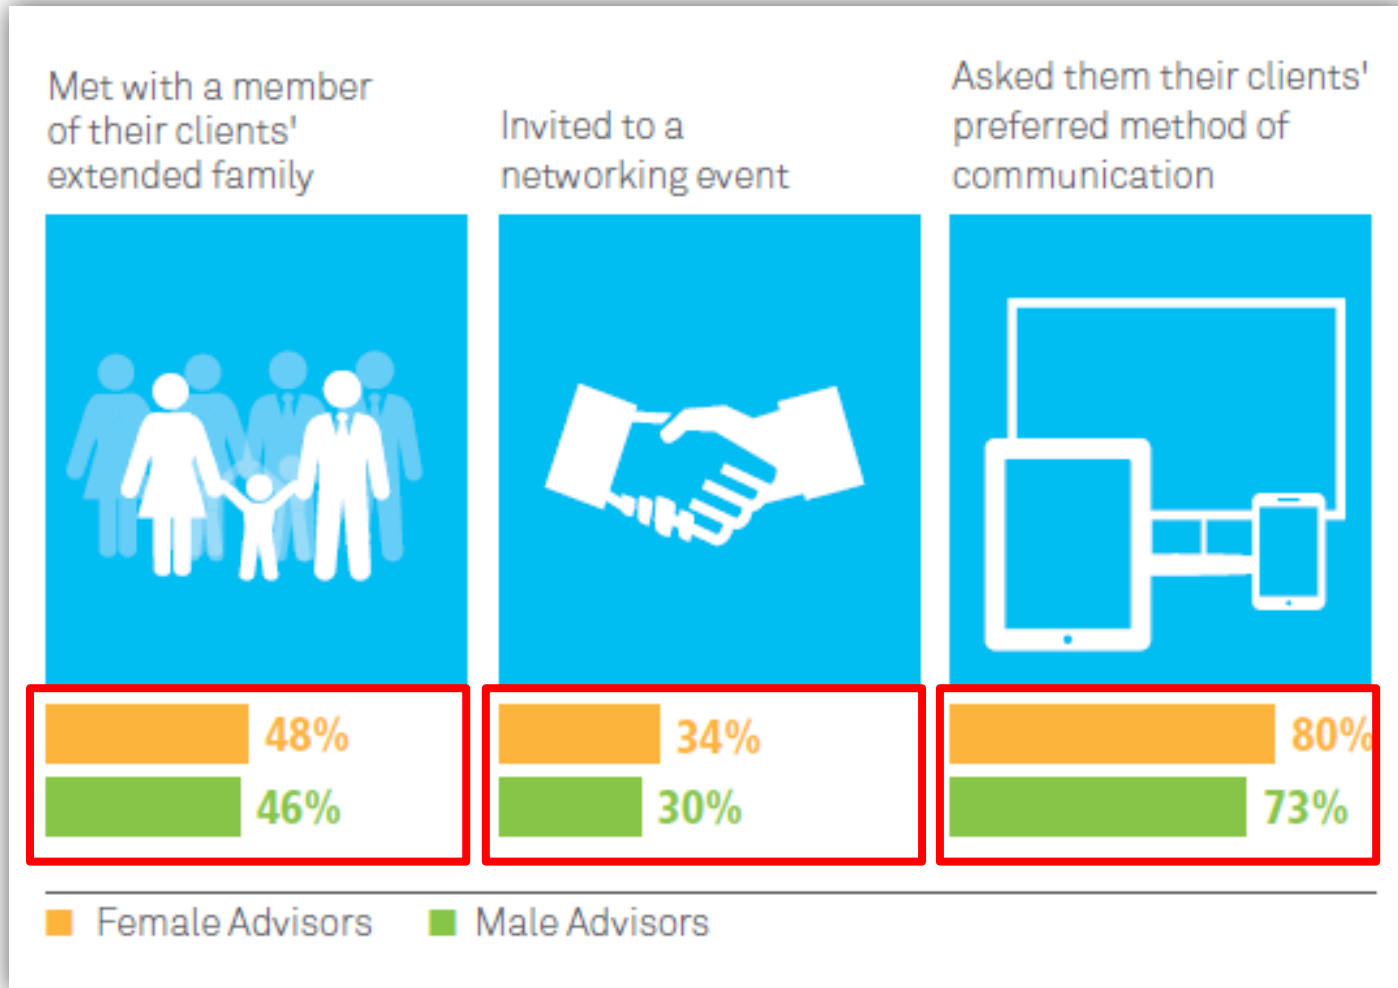 Met with a member
of their clients'
extended family
Invited to a
networking event
Asked them their clients'
preferred method of
communication
48%
46%
34%
30%
80%
73%
Female Advisors
Male Advisors